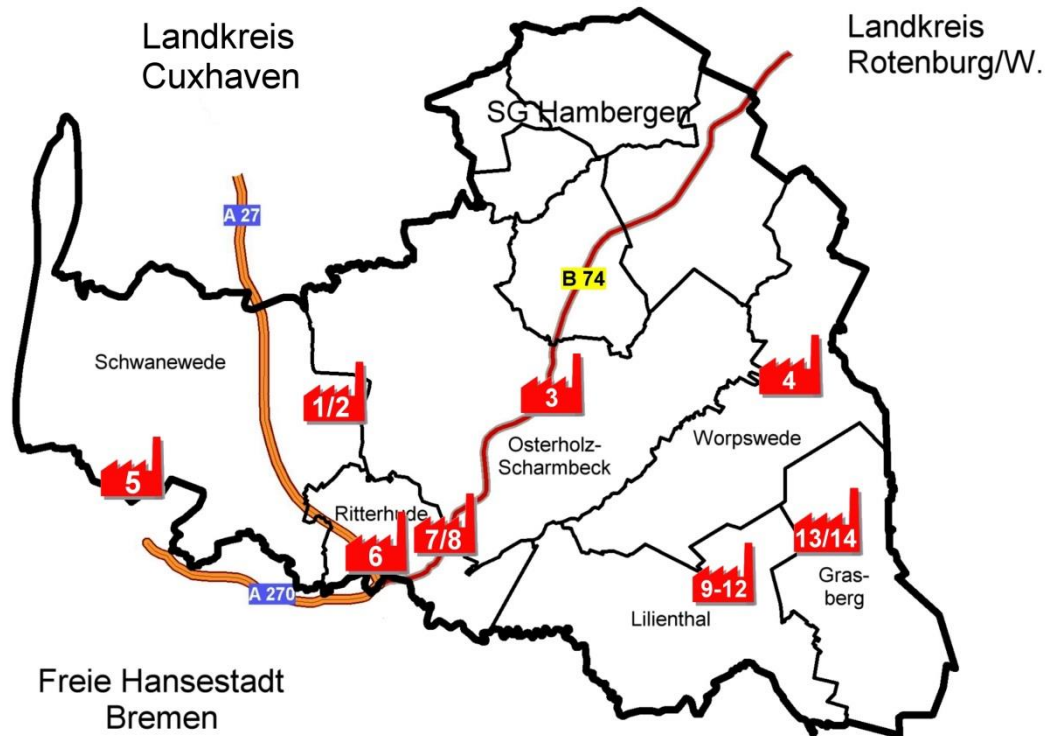 Landkreis
Cuxhaven
Landkreis
Rotenburg/W.
SG Hambergen
A 27
B 74
Schwanewede
1/2
3
4
Osterholz-
Scharmbeck
Worpswede
5
Ritterhude
6
7/8
13/14
9-12
Gras-
berg
A 270
Lilienthal
Freie Hansestadt
Bremen